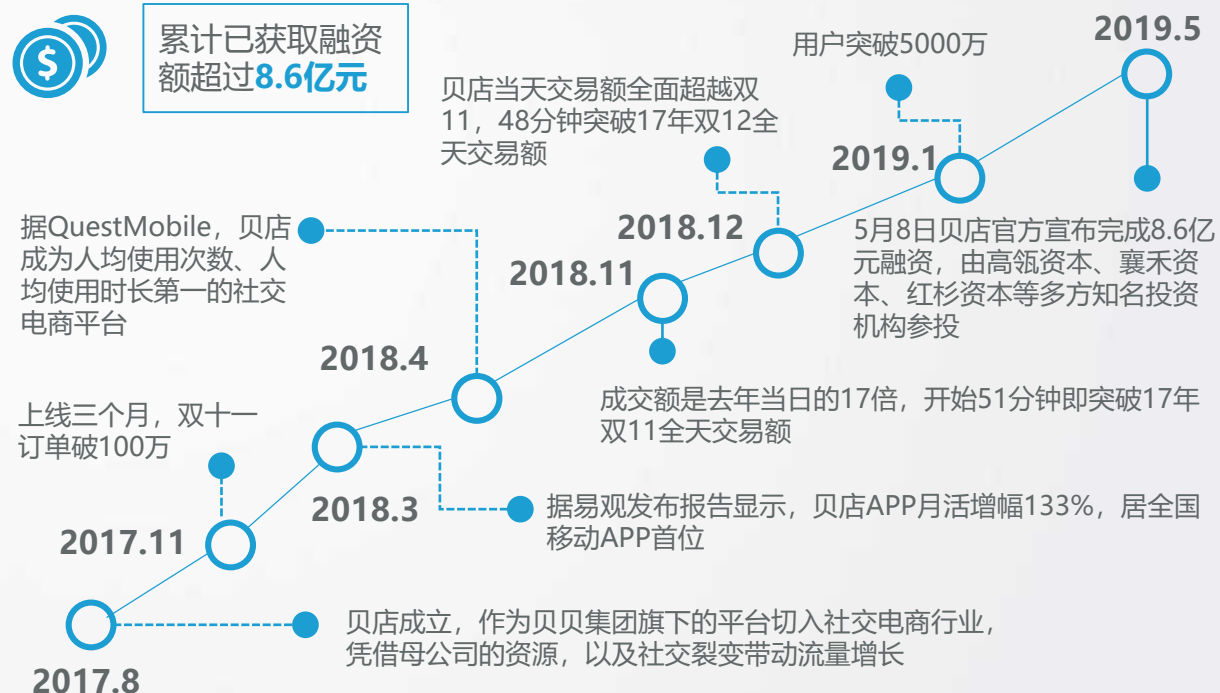 累计已获取融资
额超过8.6亿元
2019.5
用户突破5000万
贝店当天交易额全面超越双
11，48分钟突破17年双12全
天交易额
2019.1
据QuestMobile，贝店
成为人均使用次数、人
均使用时长第一的社交
电商平台
2018.12
5月8日贝店官方宣布完成8.6亿
元融资，由高瓴资本、襄禾资
本、红杉资本等多方知名投资
机构参投
2018.11
2018.4
成交额是去年当日的17倍，开始51分钟即突破17年
双11全天交易额
上线三个月，双十一
订单破100万
2018.3
据易观发布报告显示，贝店APP月活增幅133%，居全国
移动APP首位
2017.11
贝店成立，作为贝贝集团旗下的平台切入社交电商行业，
凭借母公司的资源，以及社交裂变带动流量增长
2017.8